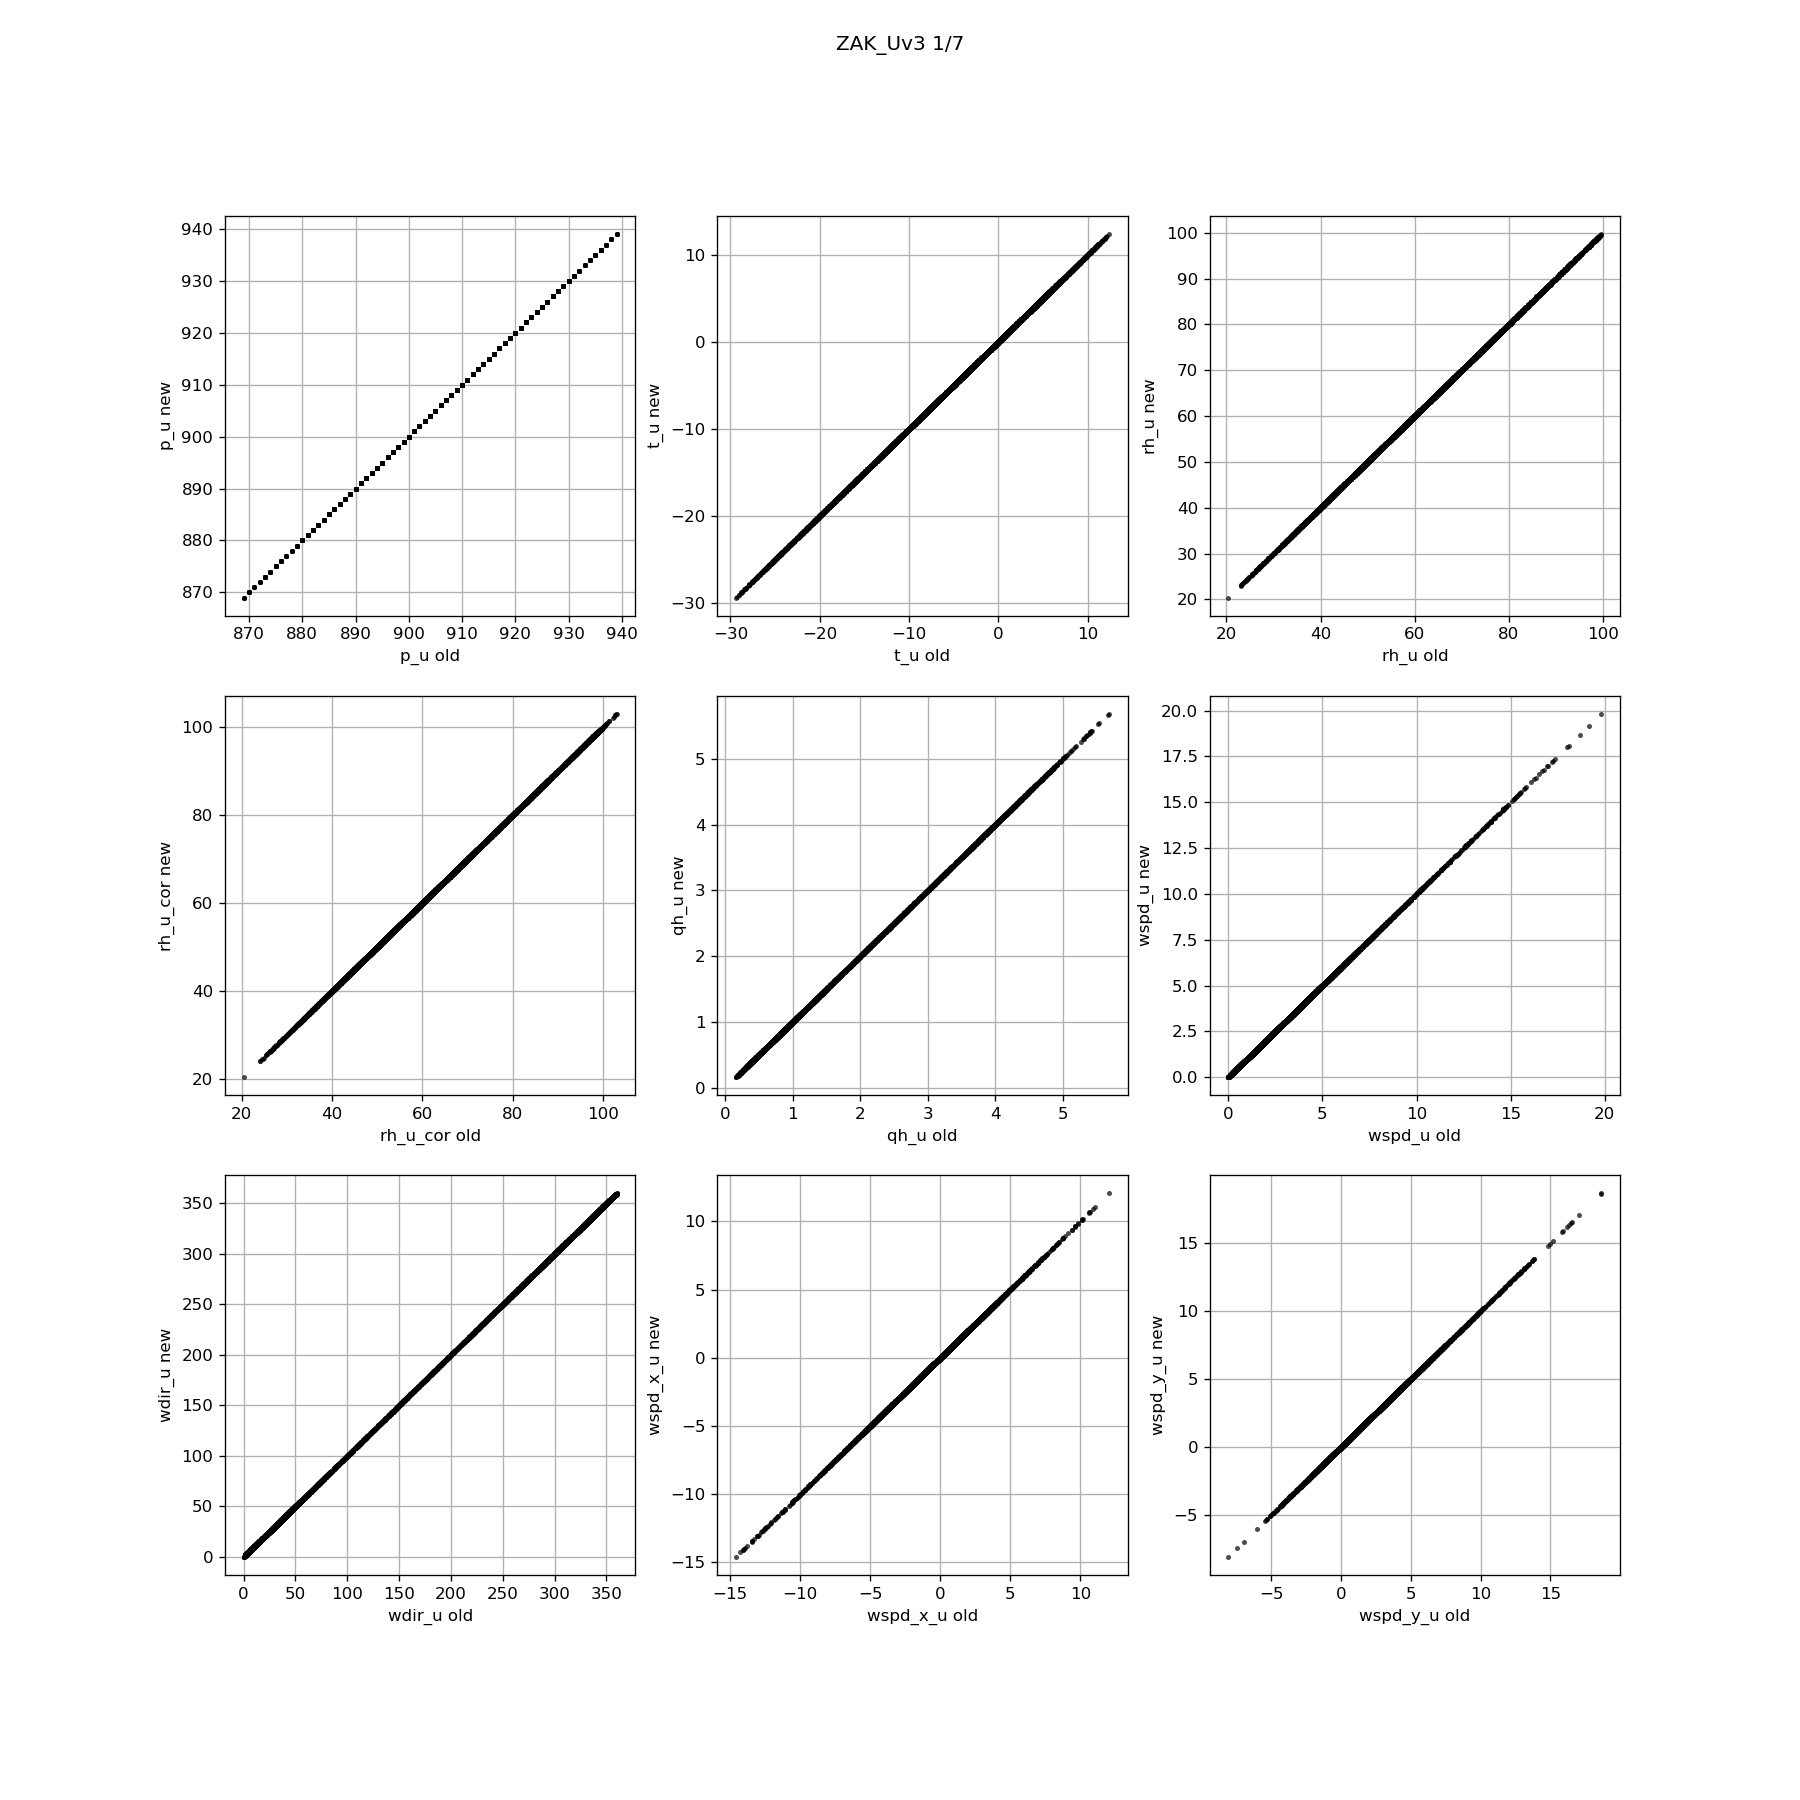 ZAK_Uv3 1/7
940
930
920
910
900
890
880
870
p_u new
870 880 890 900 910 920 930 940
p_u old
10
0
−10
−20
−30
t_u new
−30 −20 −10 0 10
t_u old
100
90
80
70
60
50
40
30
20
rh_u new
20 40 60 80 100
rh_u old
100
80
60
40
20
rh_u_cor new
20 40 60 80 100
rh_u_cor old
5
4
3
2
1
0
qh_u new
0 1 2 3 4 5
qh_u old
20.0
17.5
15.0
12.5
10.0
7.5
5.0
2.5
0.0
wspd_u new
0 5 10 15 20
wspd_u old
350
300
250
200
150
100
50
0
wdir_u new
0 50 100 150 200 250 300 350
wdir_u old
10
5
0
−5
−10
−15
wspd_x_u new
−15 −10 −5 0 5 10
wspd_x_u old
15
10
5
0
−5
wspd_y_u new
−5 0 5 10 15
wspd_y_u old